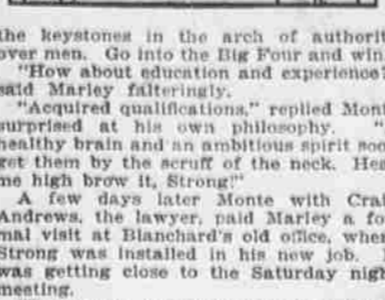 the keystones in the arch of authorit
over men. Go into the Big Four and win
"How about education and experience?
said Marley falteringly.
"Acquired qualifications," replied Mont
surprised at his own philosophy. "
healthy brain and an ambitious spirit soo
get them by the scruff of the neck. Hea
me high brow it, Strong!"
A few days later Monte with Crai
Andrews, the lawyer, paid Marley a fo
mal visit at Blanchard's old office, wher
Strong was installed in his new job. I
was getting close to the Saturday nigh
meeting.